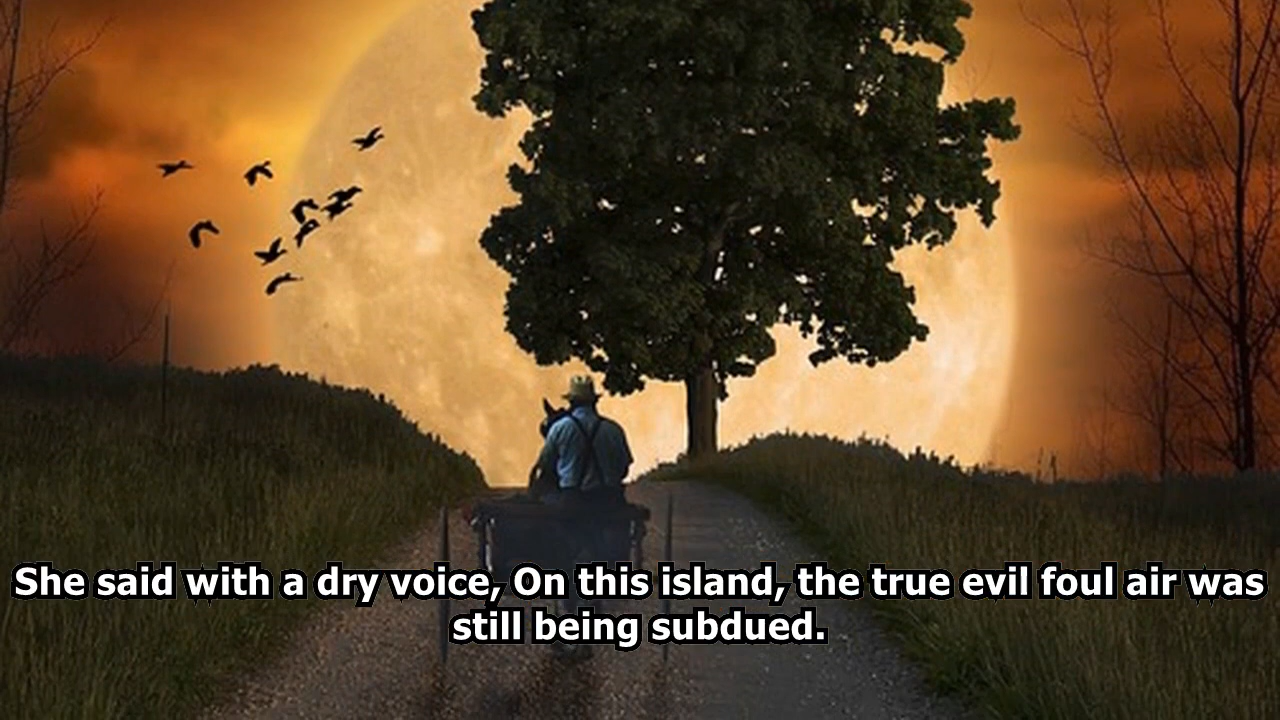 She said with a dry voice, On this island, the true evil foul air was
still being subdued.